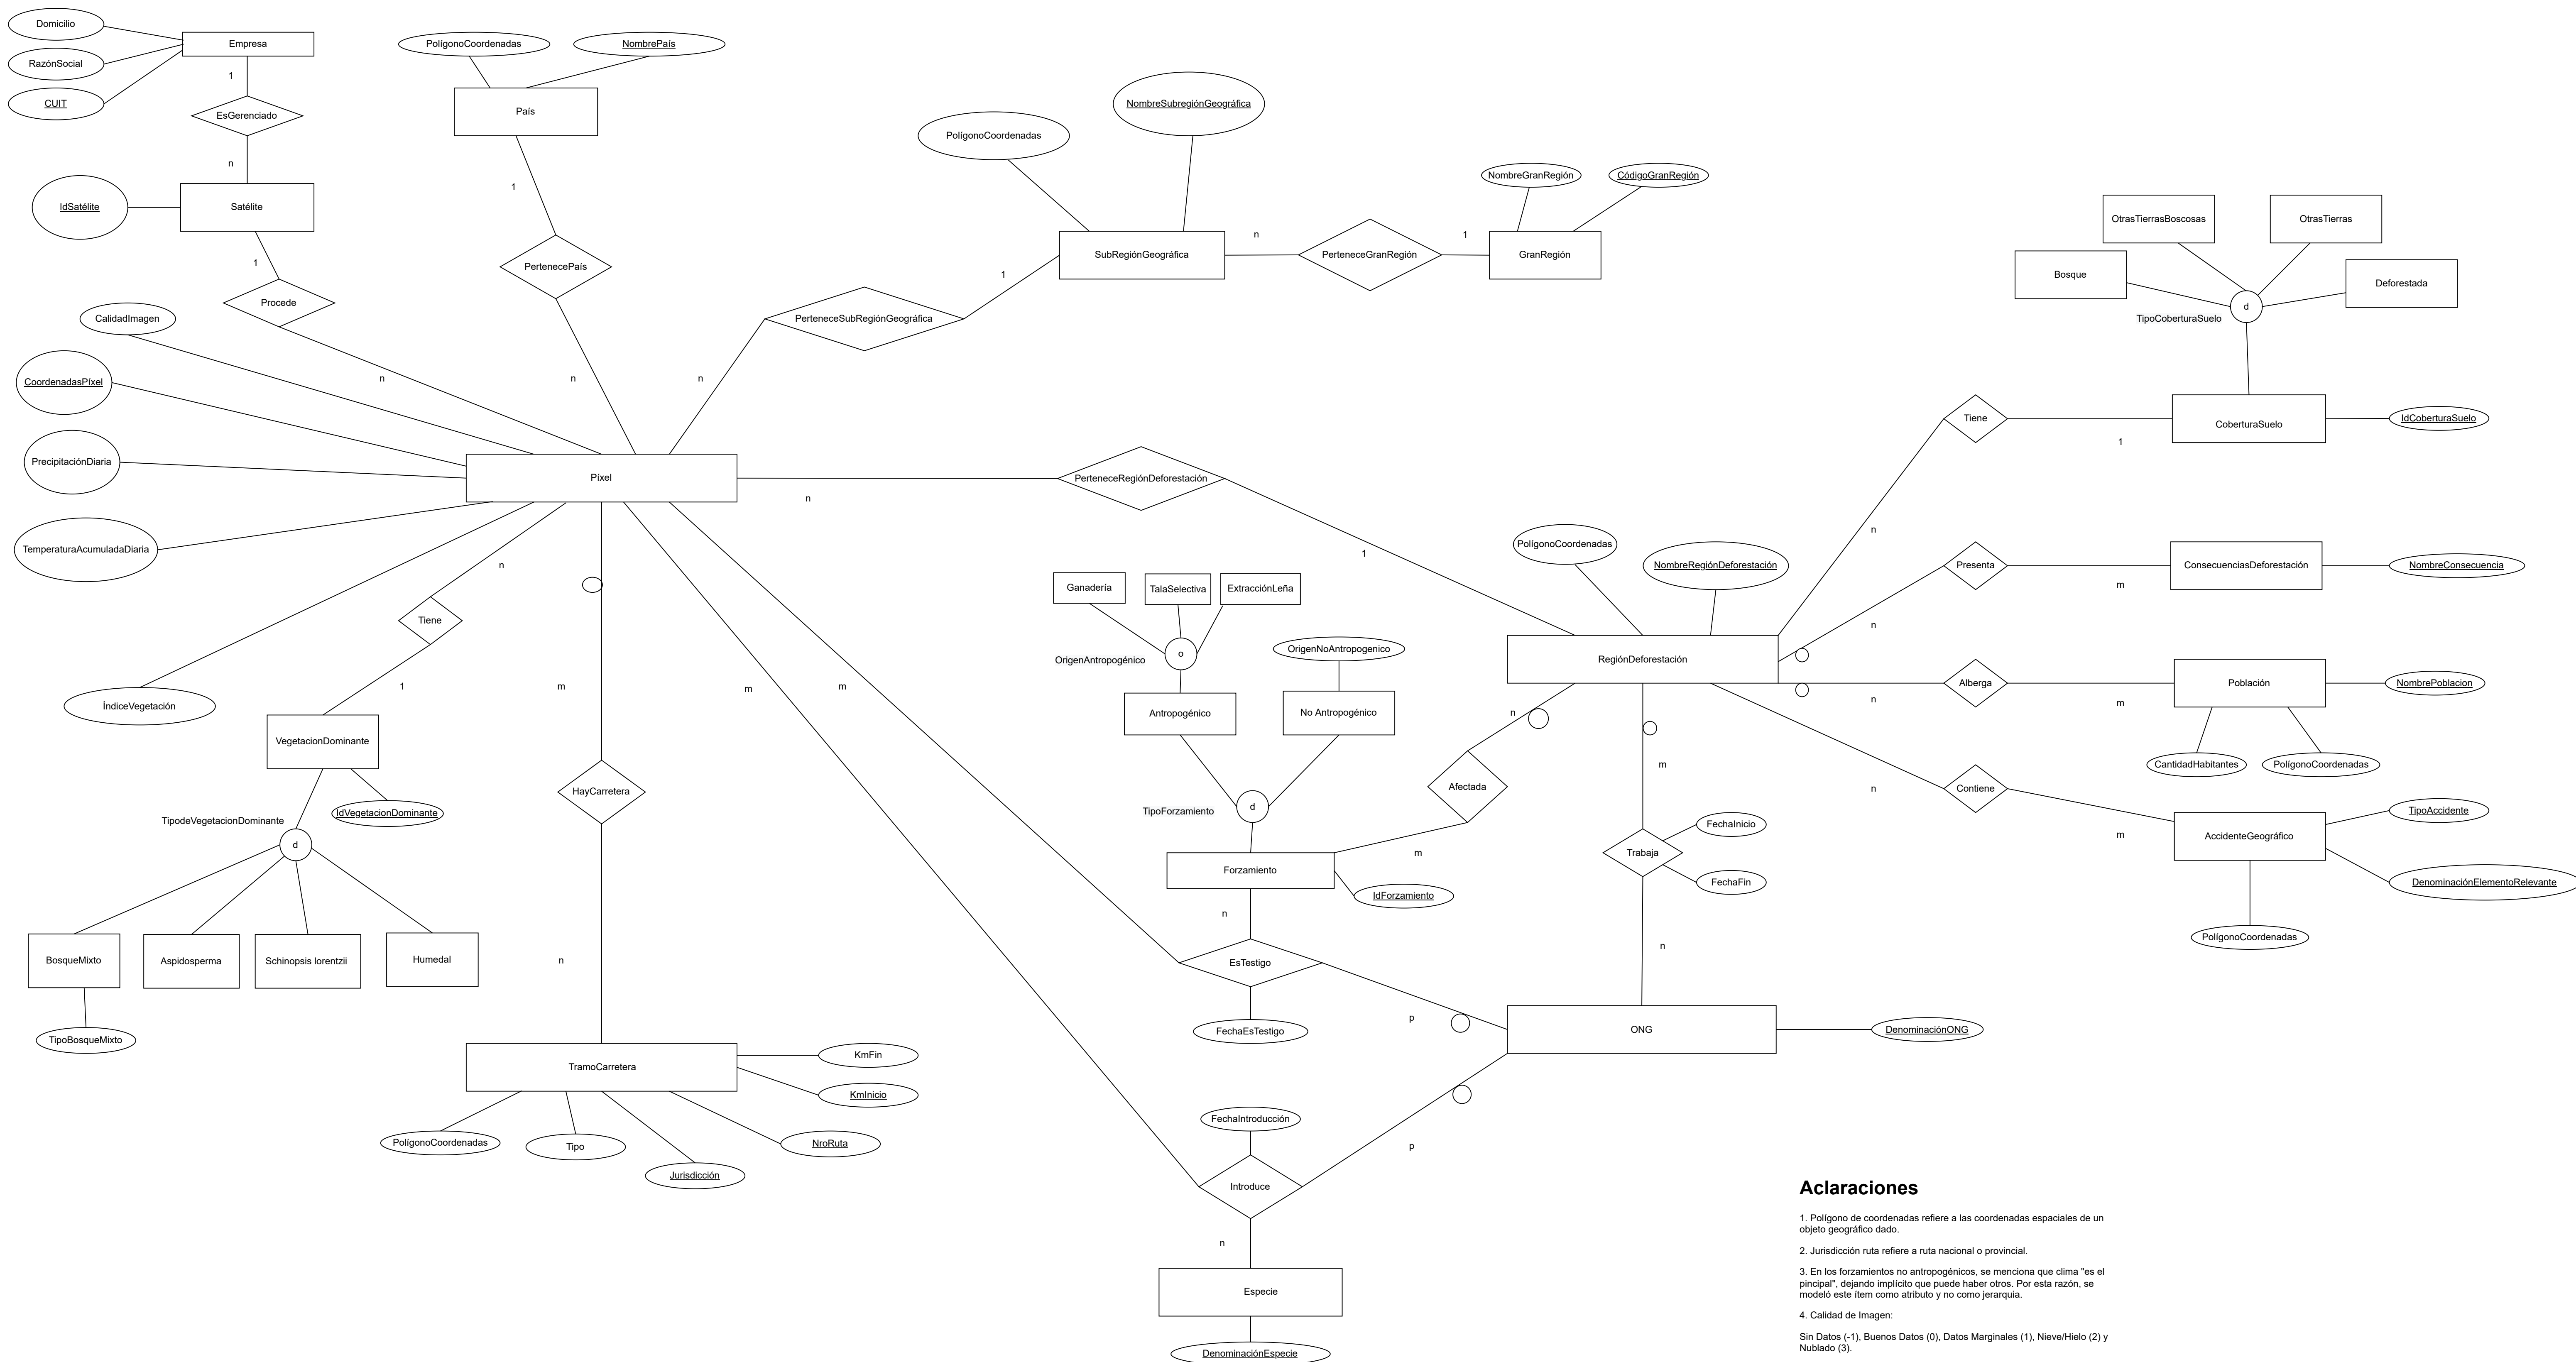 Domicilio
Empresa
RazónSocial
CUIT
1
EsGerenciado
n
IdSatélite
Satélite
1
Procede
n
PolígonoCoordenadas
NombrePaís
País
1
PertenecePaís
n
PolígonoCoordenadas
NombreSubregiónGeográfica
SubRegiónGeográfica
n
PerteneceGranRegión
1
NombreGranRegión
CódigoGranRegión
GranRegión
1
PerteneceSubRegiónGeográfica
n
OtrasTierrasBoscosas
OtrasTierras
Bosque
Deforestada
d
TipoCoberturaSuelo
CoberturaSuelo
IdCoberturaSuelo
Tiene
1
n
CalidadImagen
CoordenadasPíxel
PrecipitaciónDiaria
TemperaturaAcumuladaDiaria
ÍndiceVegetación
Píxel
n
PerteneceRegiónDeforestación
1
PolígonoCoordenadas
NombreRegiónDeforestación
RegiónDeforestación
Presenta
n
m
ConsecuenciasDeforestación
NombreConsecuencia
Alberga
n
m
Población
NombrePoblacion
CantidadHabitantes
PolígonoCoordenadas
Contiene
n
m
AccidenteGeográfico
TipoAccidente
DenominaciónElementoRelevante
PolígonoCoordenadas
n
Tiene
1
VegetacionDominante
IdVegetacionDominante
TipodeVegetacionDominante
d
BosqueMixto
Aspidosperma
Schinopsis lorentzii
Humedal
TipoBosqueMixto
m
HayCarretera
n
TramoCarretera
KmFin
KmInicio
NroRuta
Jurisdicción
Tipo
PolígonoCoordenadas
m
m
Ganadería
TalaSelectiva
ExtracciónLeña
o
OrigenAntropogénico
OrigenNoAntropogenico
Antropogénico
No Antropogénico
TipoForzamiento
d
Forzamiento
IdForzamiento
n
Afectada
m
n
EsTestigo
FechaEsTestigo
p
m
Trabaja
FechaInicio
FechaFin
n
ONG
DenominaciónONG
p
FechaIntroducción
Introduce
n
Especie
DenominaciónEspecie
Aclaraciones
1. Polígono de coordenadas refiere a las coordenadas espaciales de un
objeto geográfico dado.
2. Jurisdicción ruta refiere a ruta nacional o provincial.
3. En los forzamientos no antropogénicos, se menciona que clima "es el
pincipal", dejando implícito que puede haber otros. Por esta razón, se
modeló este ítem como atributo y no como jerarquia.
4. Calidad de Imagen:
Sin Datos (-1), Buenos Datos (0), Datos Marginales (1), Nieve/Hielo (2) y
Nublado (3).